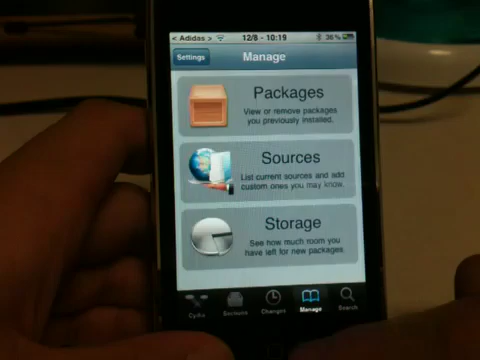 < Adidas > 12/8 - 10:19 36%
Settings
Manage
Packages
View or remove packages
you previously installed.
Sources
List current sources and add
custom ones you may know.
Storage
See how much room you
have left for new packages.
Cydia Sections Changes Manage Search